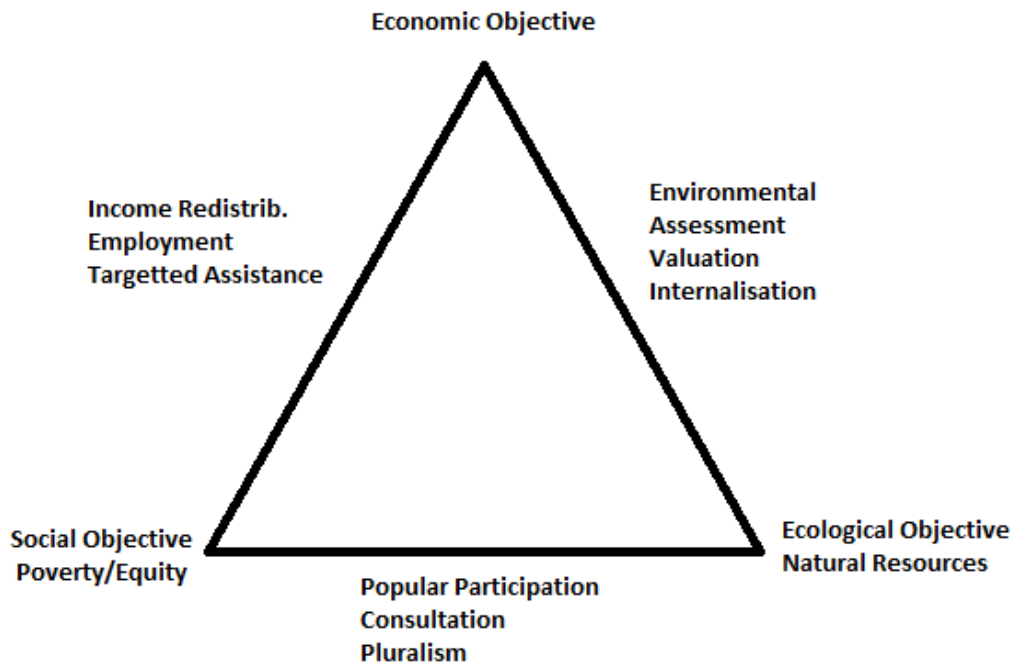 Economic Objective
Income Redistrib.
Employment
Targetted Assistance
Environmental
Assessment
Valuation
Internalisation
Social Objective
Poverty/Equity
Ecological Objective
Natural Resources
Popular Participation
Consultation
Pluralism